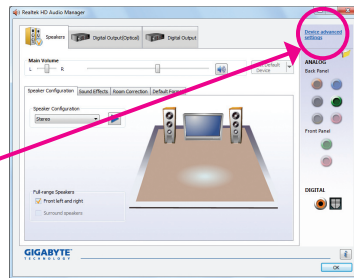 Realtek HD Audio Manager
Speakers
Digital Output(Optical)
Digital Output
Device advanced
settings
Main Volume
L
R
Default
Device
ANALOG
Back Panel
Speaker Configuration
Sound Effects
Room Correction
Default Format
Speaker Configuration
Stereo
Front Panel
Full-range Speakers
Front left and right
Surround speakers
DIGITAL
GIGABYTE
TECHNOLOGY
OK